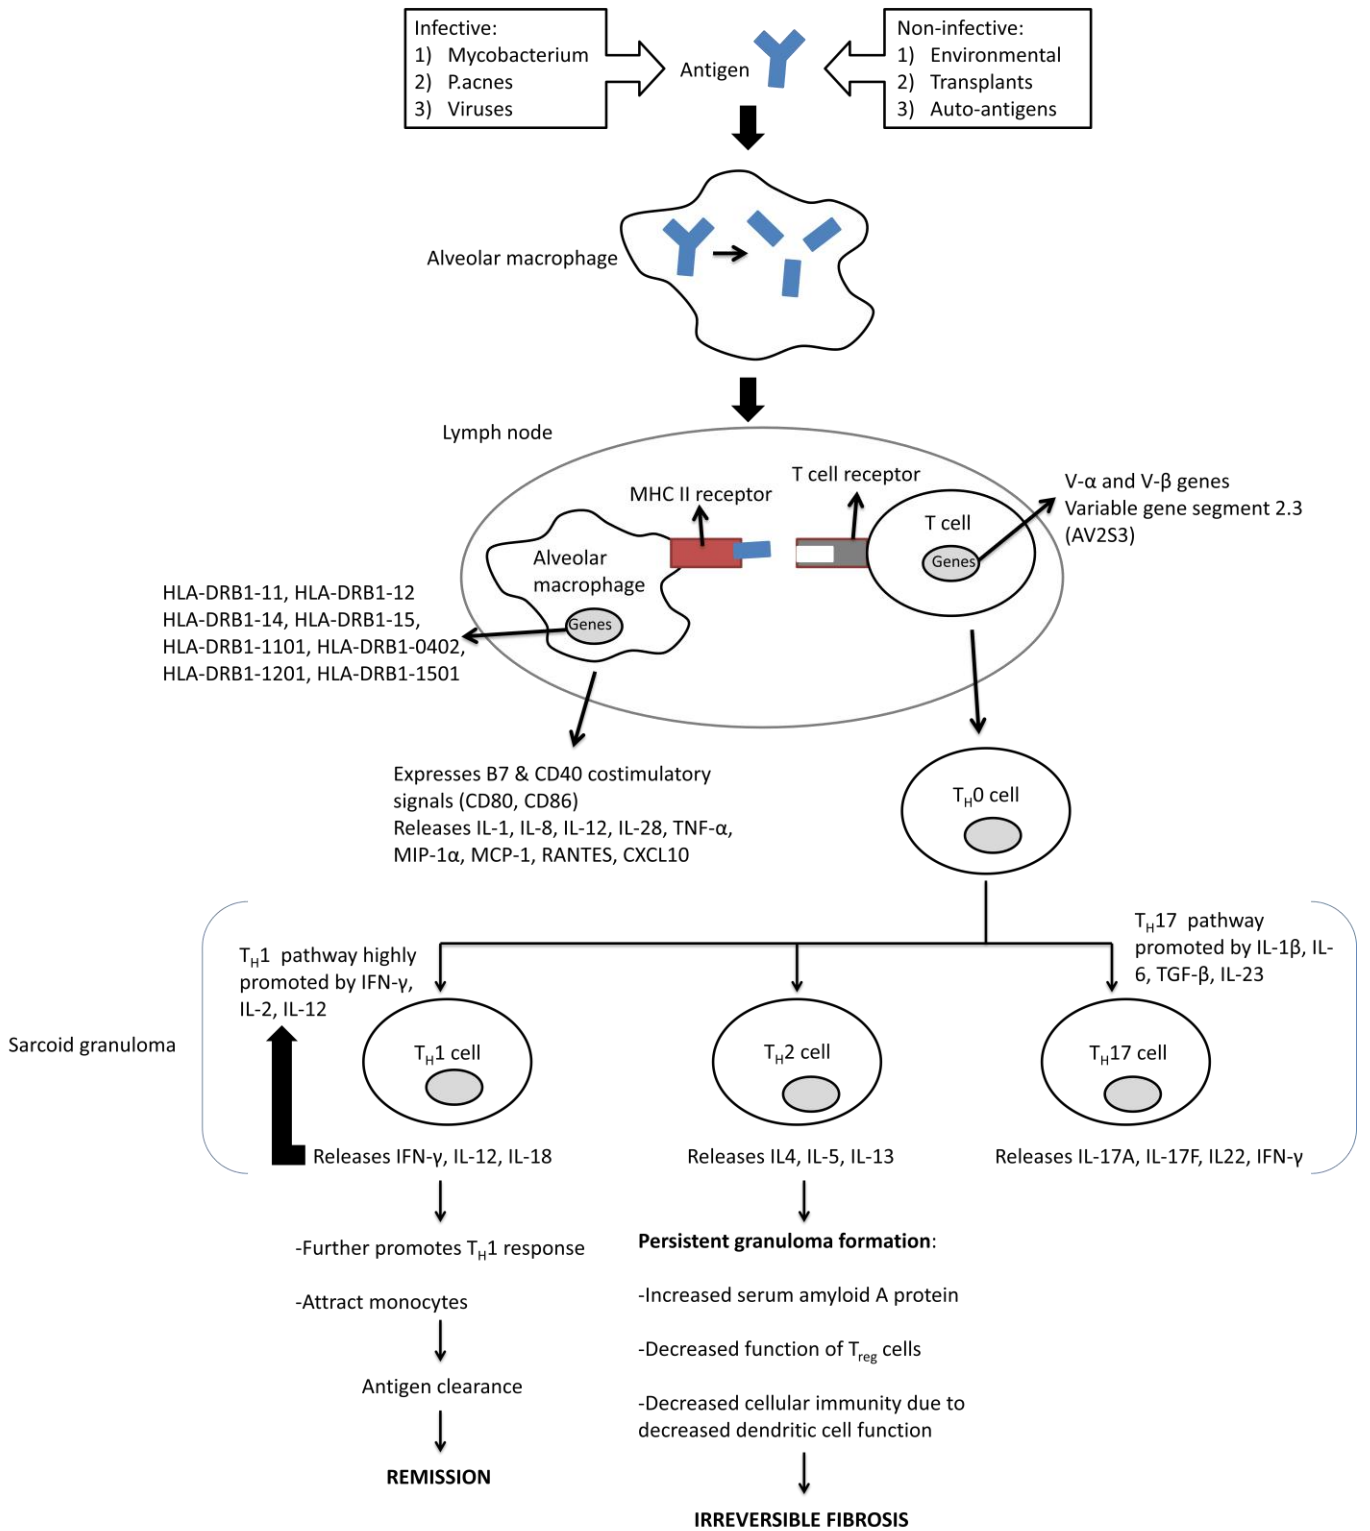 Infective:
1) Mycobacterium
2) P.acnes
3) Viruses
Antigen
Non-infective:
1) Environmental
2) Transplants
3) Auto-antigens
Alveolar macrophage
Lymph node
MHC II receptor
T cell receptor
T cell
Genes
V-α and V-β genes
Variable gene segment 2.3
(AV2S3)
Alveolar
macrophage
Genes
HLA-DRB1-11, HLA-DRB1-12
HLA-DRB1-14, HLA-DRB1-15,
HLA-DRB1-1101, HLA-DRB1-0402,
HLA-DRB1-1201, HLA-DRB1-1501
Expresses B7 & CD40 costimulatory
signals (CD80, CD86)
Releases IL-1, IL-8, IL-12, IL-28, TNF-α,
MIP-1α, MCP-1, RANTES, CXCL10
TH0 cell
Sarcoid granuloma
TH1 pathway highly
promoted by IFN-γ,
IL-2, IL-12
TH17 pathway
promoted by IL-1β, IL-
6, TGF-β, IL-23
TH1 cell
TH2 cell
TH17 cell
Releases IFN-γ, IL-12, IL-18
Releases IL4, IL-5, IL-13
Releases IL-17A, IL-17F, IL22, IFN-γ
-Further promotes TH1 response
-Attract monocytes
Antigen clearance
REMISSION
Persistent granuloma formation:
-Increased serum amyloid A protein
-Decreased function of Treg cells
-Decreased cellular immunity due to
decreased dendritic cell function
IRREVERSIBLE FIBROSIS